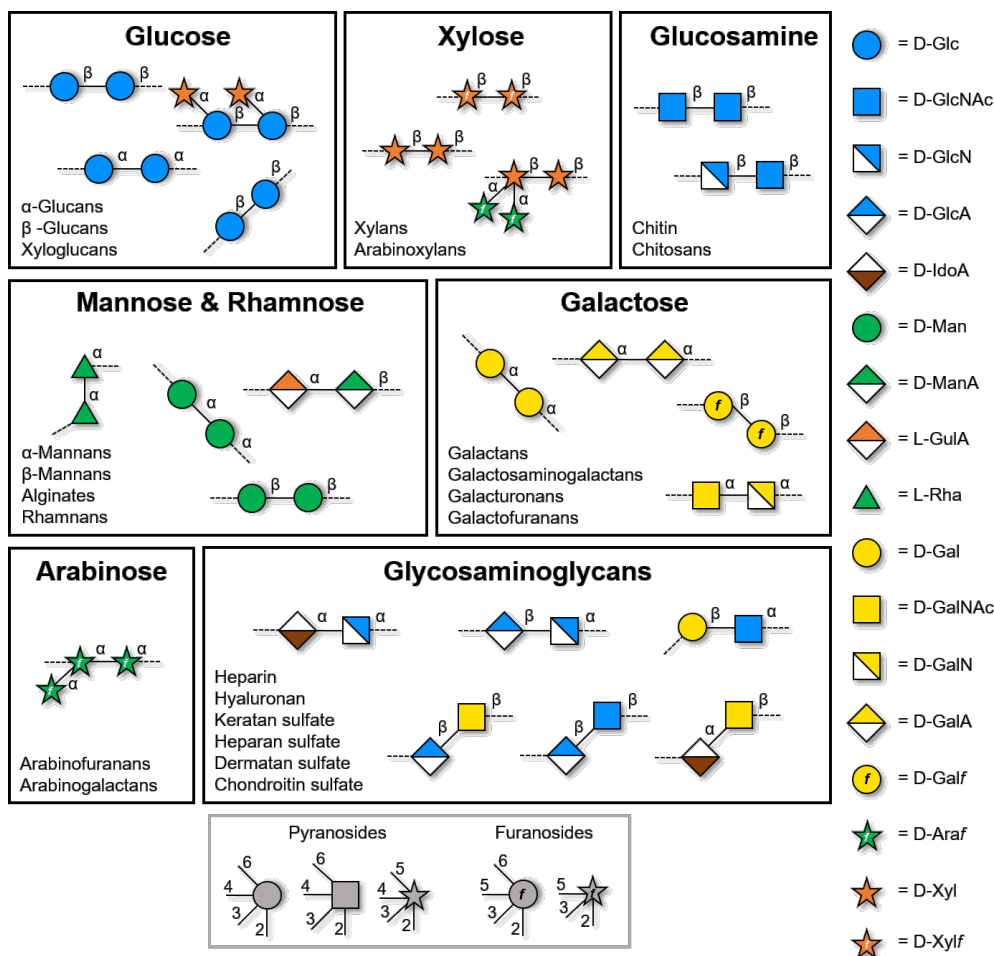 Glucose
β
β
α
α
β
β
α
α
β
β
α-Glucans
β -Glucans
Xyloglucans
Xylose
β
β
f
f
β
β
β
β
α
α
f
f
Xylans
Arabinoxylans
Glucosamine
β
β
β
β
Chitin
Chitosans
Mannose & Rhamnose
α
α
α
α
α
β
β
β
α-Mannans
β-Mannans
Alginates
Rhamnans
Galactose
α
α
α
α
f
β
f
β
α
α
Galactans
Galactosaminogalactans
Galacturonans
Galactofuranans
Arabinose
α
α
f
f
f
α
Arabinofuranans
Arabinogalactans
Glycosaminoglycans
α
α
β
α
β
α
β
β
β
β
α
β
Heparin
Hyaluronan
Keratan sulfate
Heparan sulfate
Dermatan sulfate
Chondroitin sulfate
Pyranosides
6
4
3
2
6
4
3
2
5
4
3
2
Furanosides
6
5
3
2
f
5
3
2
f
= D-Glc
= D-GlcNAc
= D-GlcN
= D-GlcA
= D-IdoA
= D-Man
= D-ManA
= L-GulA
= L-Rha
= D-Gal
= D-GalNAc
= D-GalN
= D-GalA
f = D-Galf
f = D-Araf
= D-Xyl
f = D-Xylf